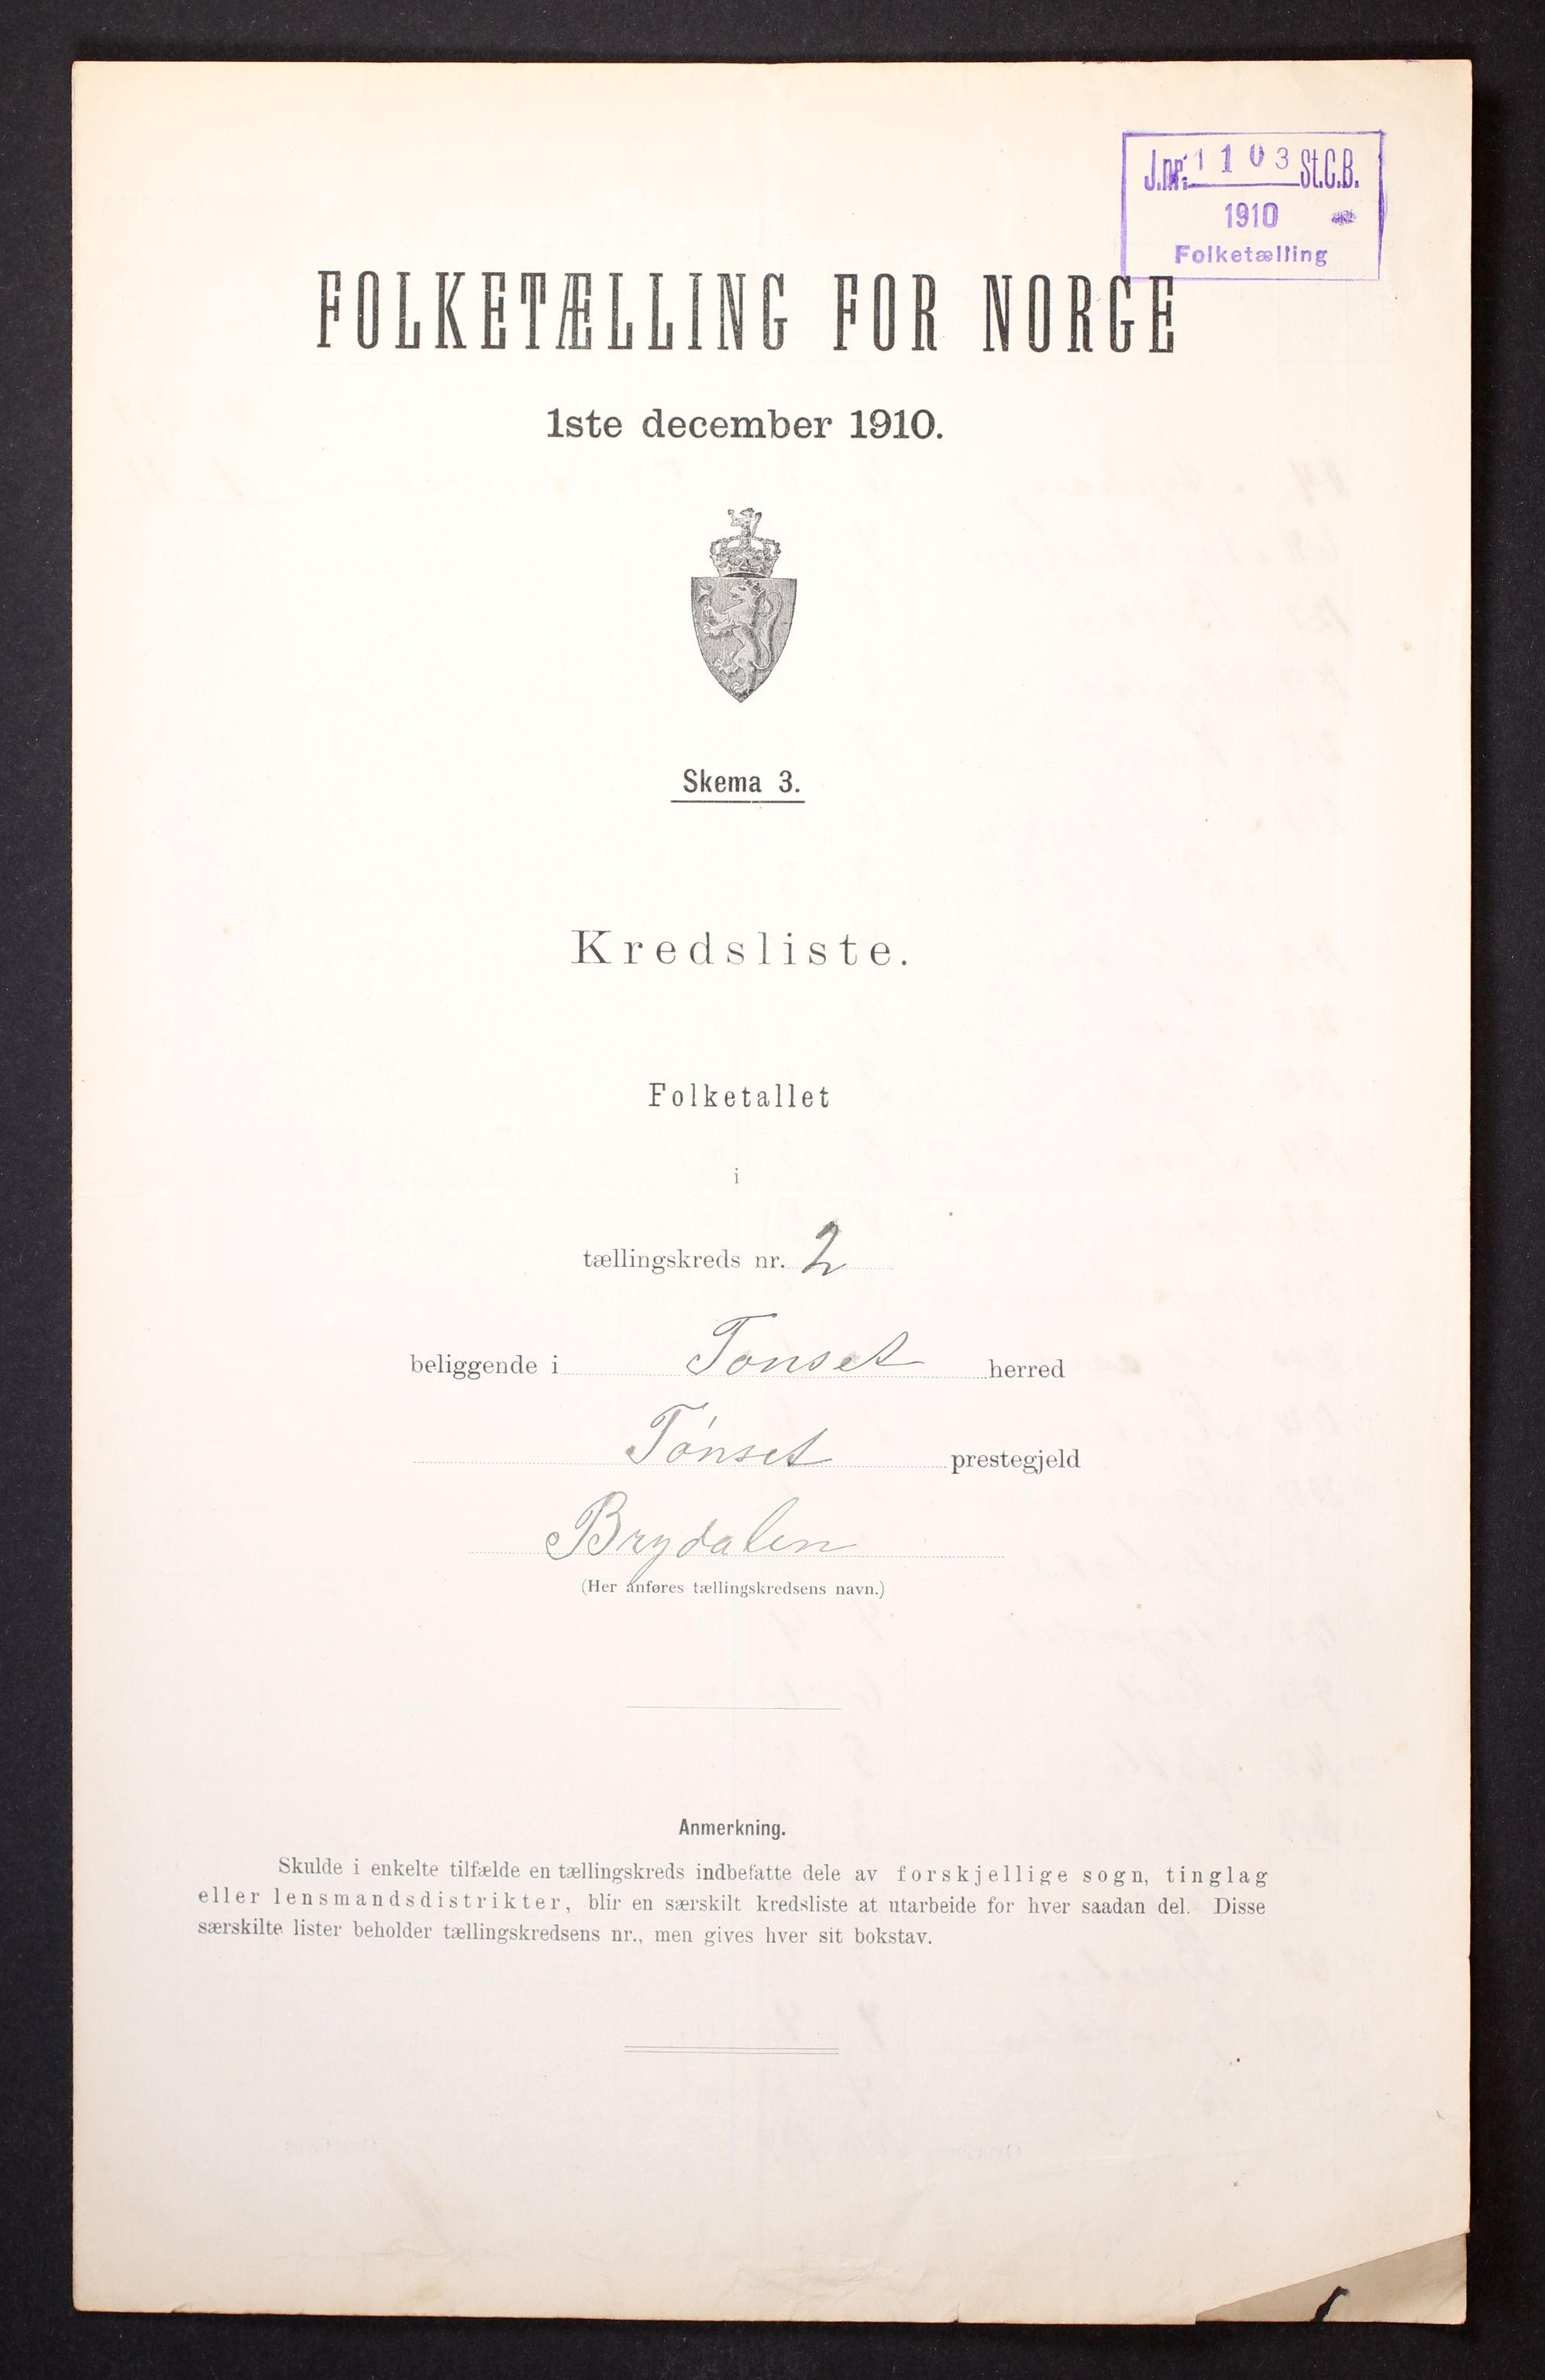 J.nr. 1103 St.C.B.
1910
Folketælling
FOLKETÆLLING FOR NORGE
1ste december 1910.
Skema 3.
Kredsliste.
Folketallet
i
tællingskreds nr. 2
beliggende i Tonset herred
Tónset prestegjeld
Brydalen
(Her anføres tællingskredsens navn.)
Anmerkning.
Skulde i enkelte tilfælde en tællingskreds indbefatte dele av forskjellige sogn, tinglag
eller lensmandsdistrikter, blir en særskilt kredsliste at utarbeide for hver saadan del. Disse
særskilte lister beholder tællingskredsens nr., men gives hver sit bokstav.